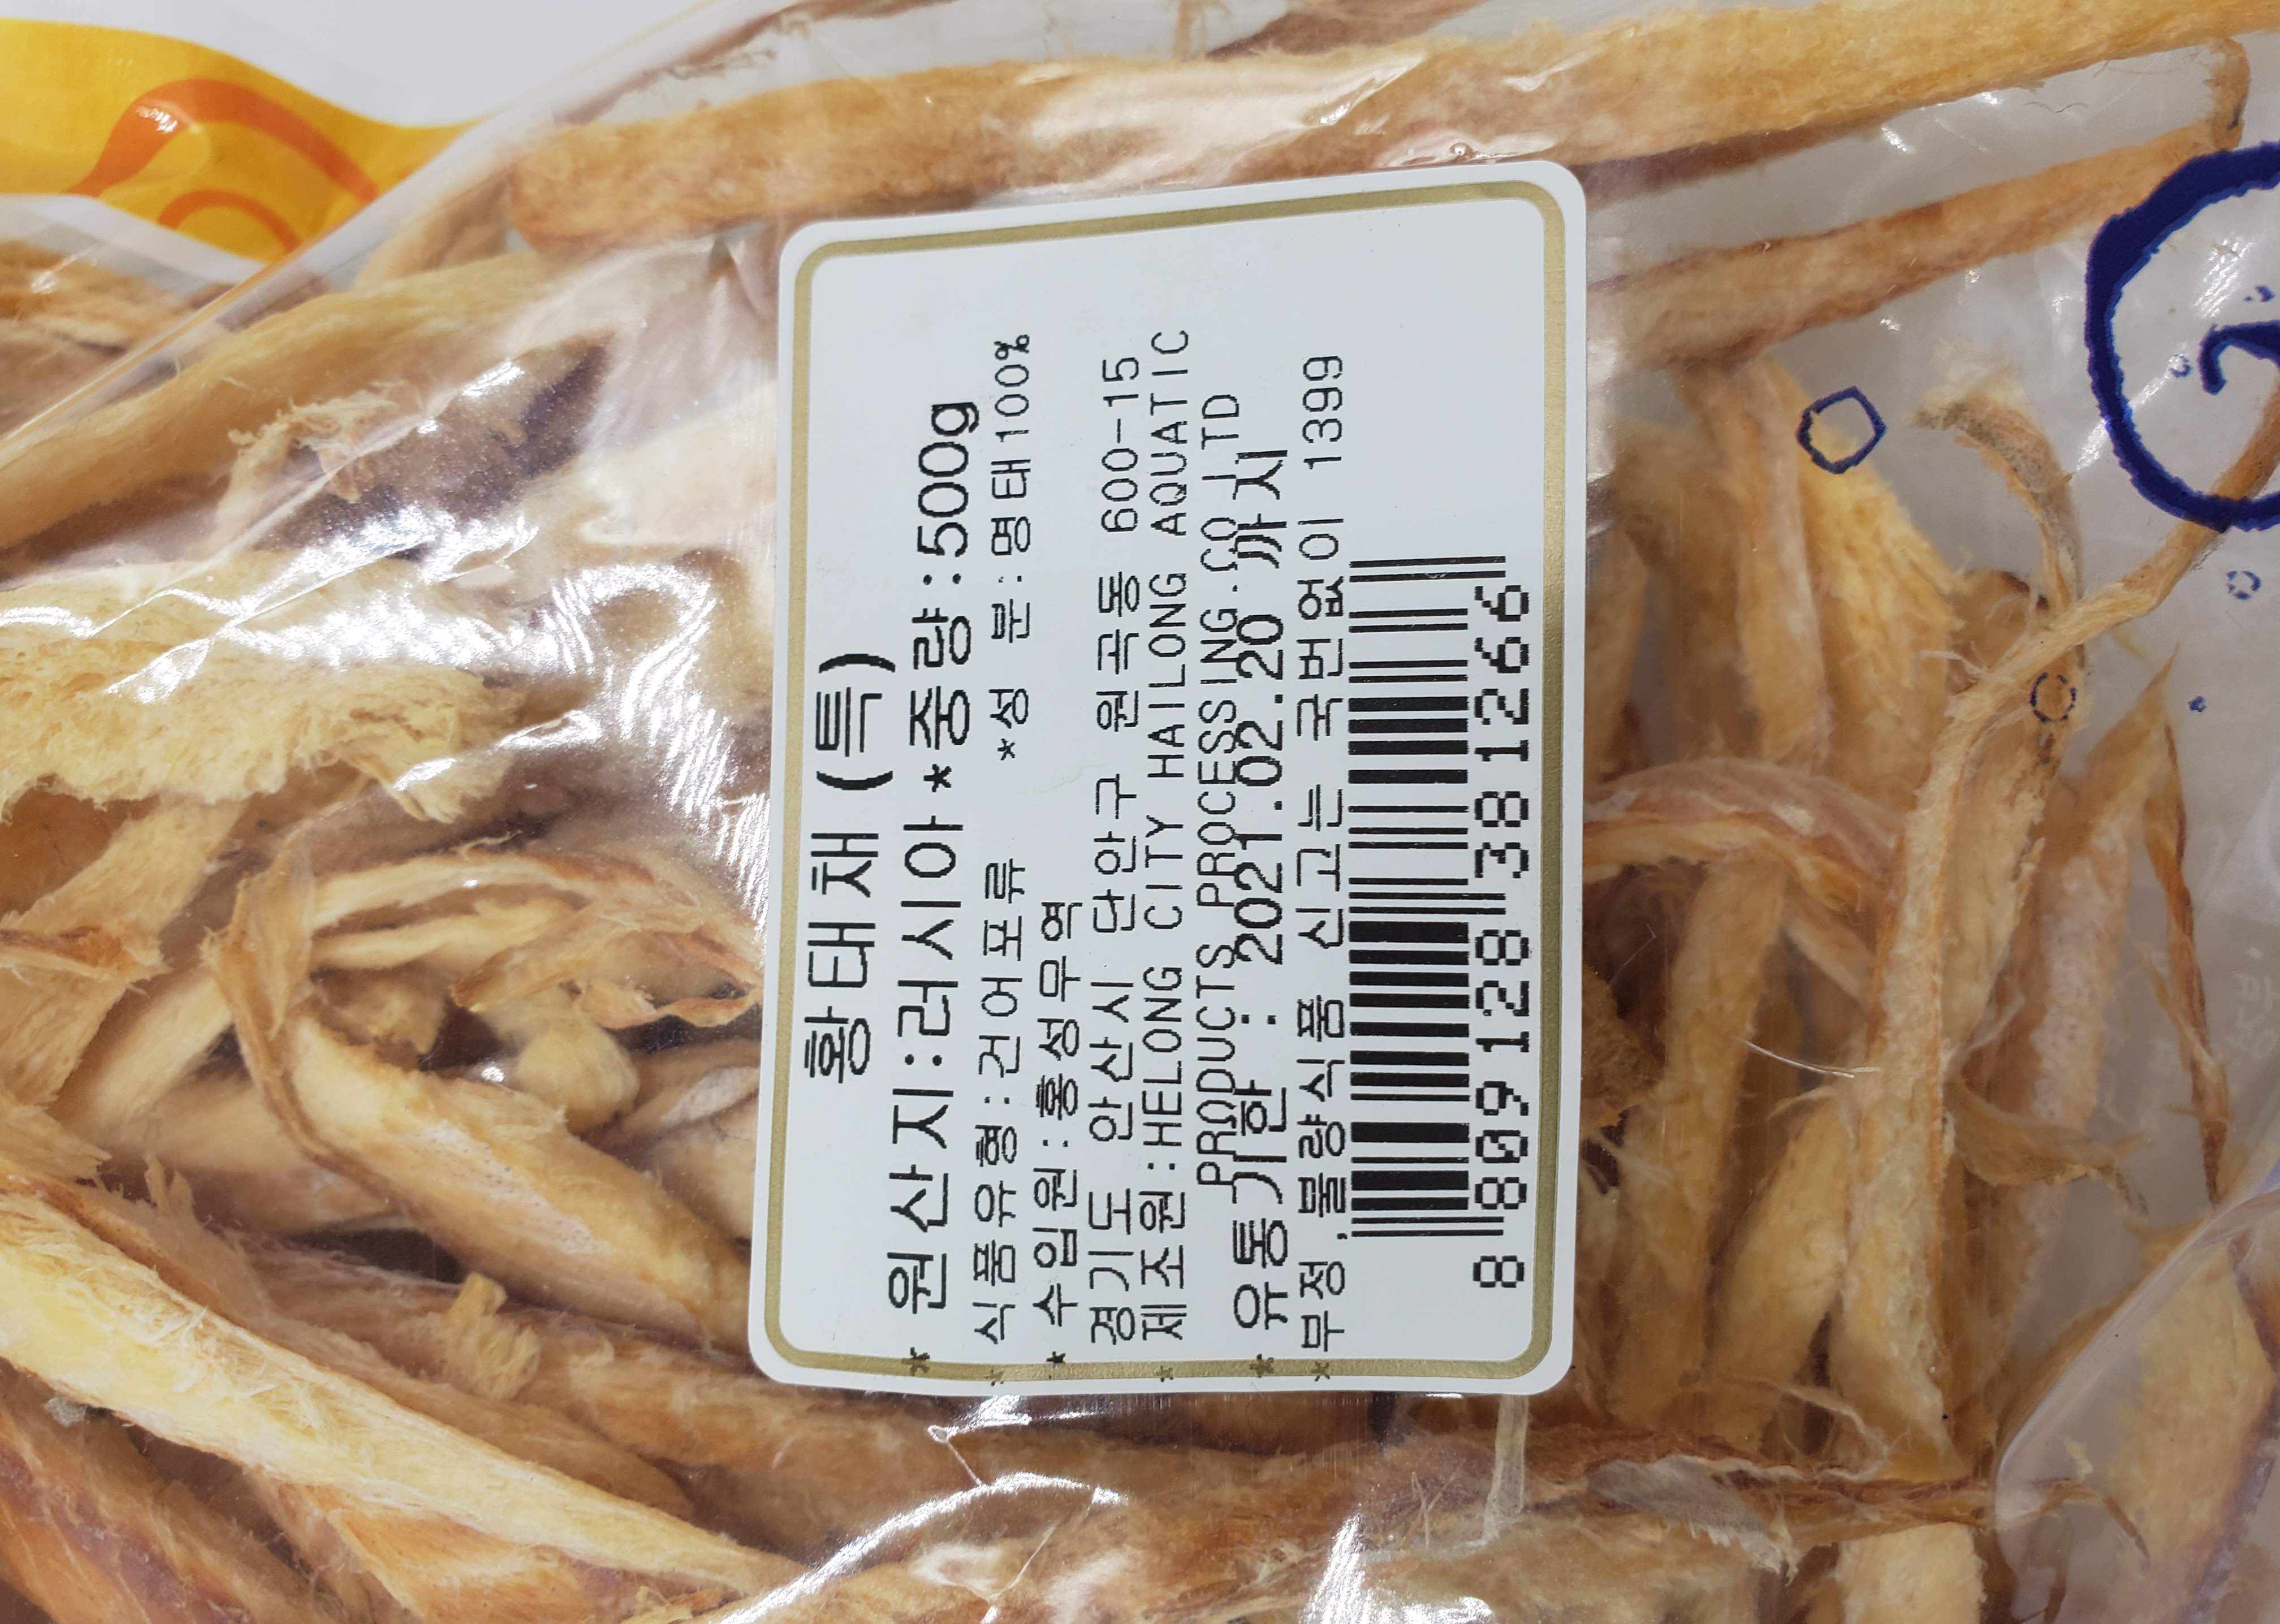 황태채 (특)
* 원산지:러시아 *중량:500g
* 식품유형:건어포류 *성 분:명태100%
* 수입원:홍성무역
경기도 안산시 단안구 원곡동 600-15
* 제조원:HELONG CITY HAILONG AQUATIC
PRODUCTS PROCESSING.CO LTD
* 유통기한 : 2021.02.20 까지
* 부정,불량식품 신고는 국번없이 1399
8 809128 381266